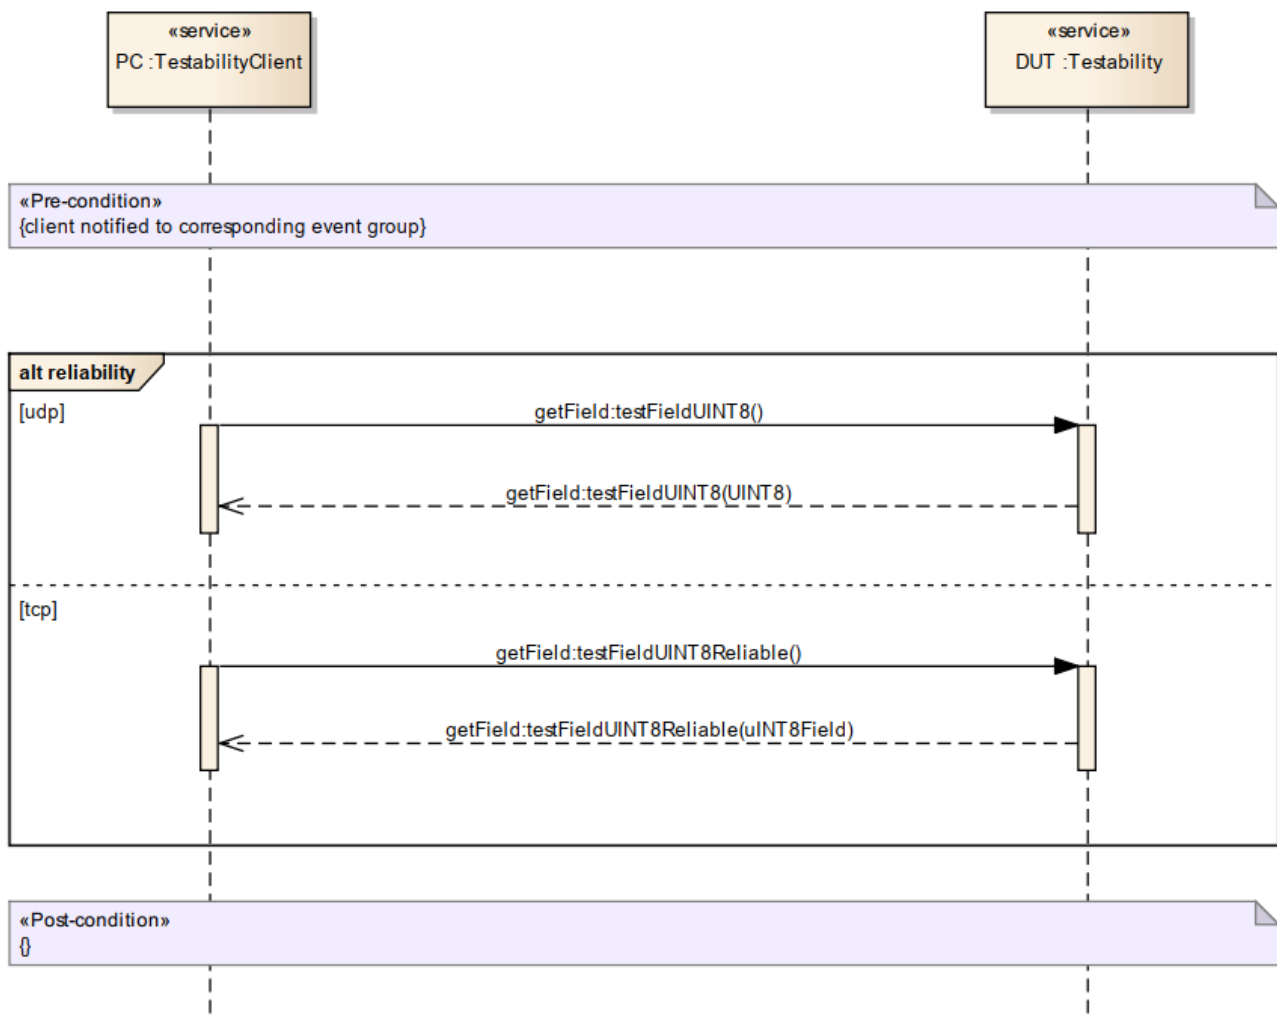 «service»
PC :TestabilityClient
«service»
DUT :Testability
«Pre-condition»
{client notified to corresponding event group}
alt reliability
[udp]
getField:testFieldUINT8()
getField:testFieldUINT8(UINT8)
[tcp]
getField:testFieldUINT8Reliable()
getField:testFieldUINT8Reliable(uINT8Field)
«Post-condition»
{}